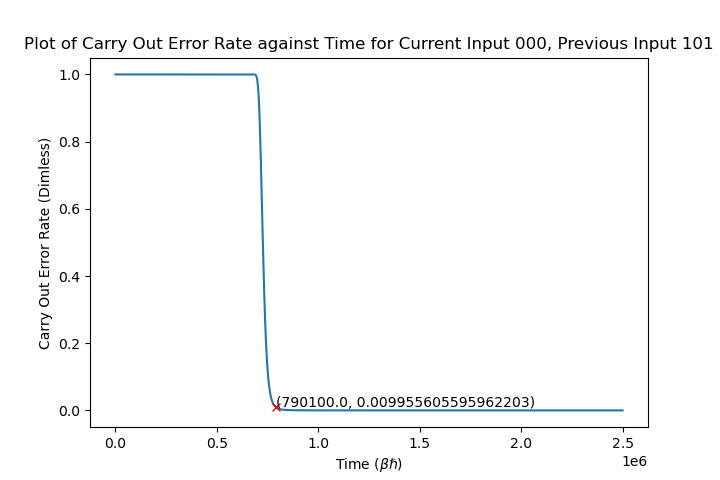 Plot of Carry Out Error Rate against Time for Current Input 000, Previous Input 101
Carry Out Error Rate (Dimless)
1.0
0.8
0.6
0.4
0.2
0.0
(790100.0, 0.009955605595962203)
0.0 0.5 1.0 1.5 2.0 2.5
1e6
Time (βℏ)